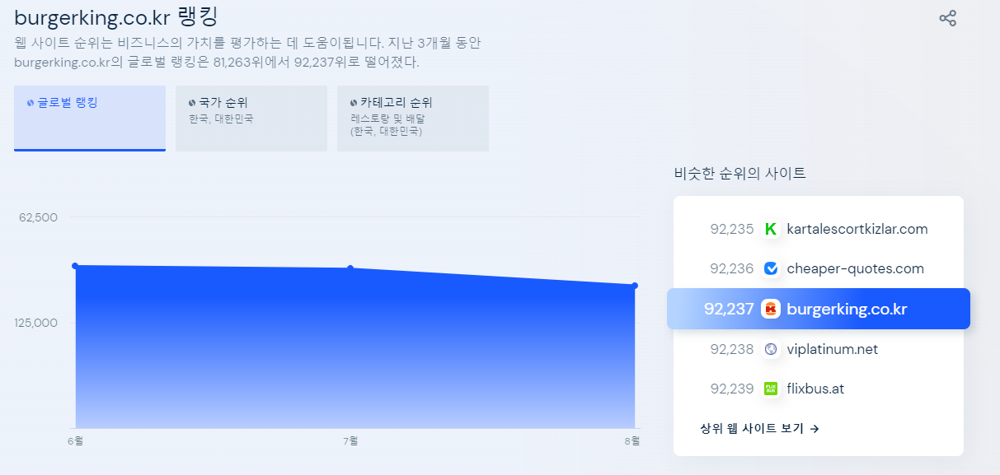 burgerking.co.kr 랭킹
웹 사이트 순위는 비즈니스의 가치를 평가하는 데 도움이됩니다. 지난 3개월 동안
burgerking.co.kr의 글로벌 랭킹은 81,263위에서 92,237위로 떨어졌다.
글로벌 랭킹
국가 순위
한국, 대한민국
카테고리 순위
레스토랑 및 배달
(한국, 대한민국)
62,500
125,000
6월
7월
8월
비슷한 순위의 사이트
92,235 kartalescortkizlar.com
92,236 cheaper-quotes.com
92,237 burgerking.co.kr
92,238 viplatinum.net
92,239 flixbus.at
상위 웹 사이트 보기 →